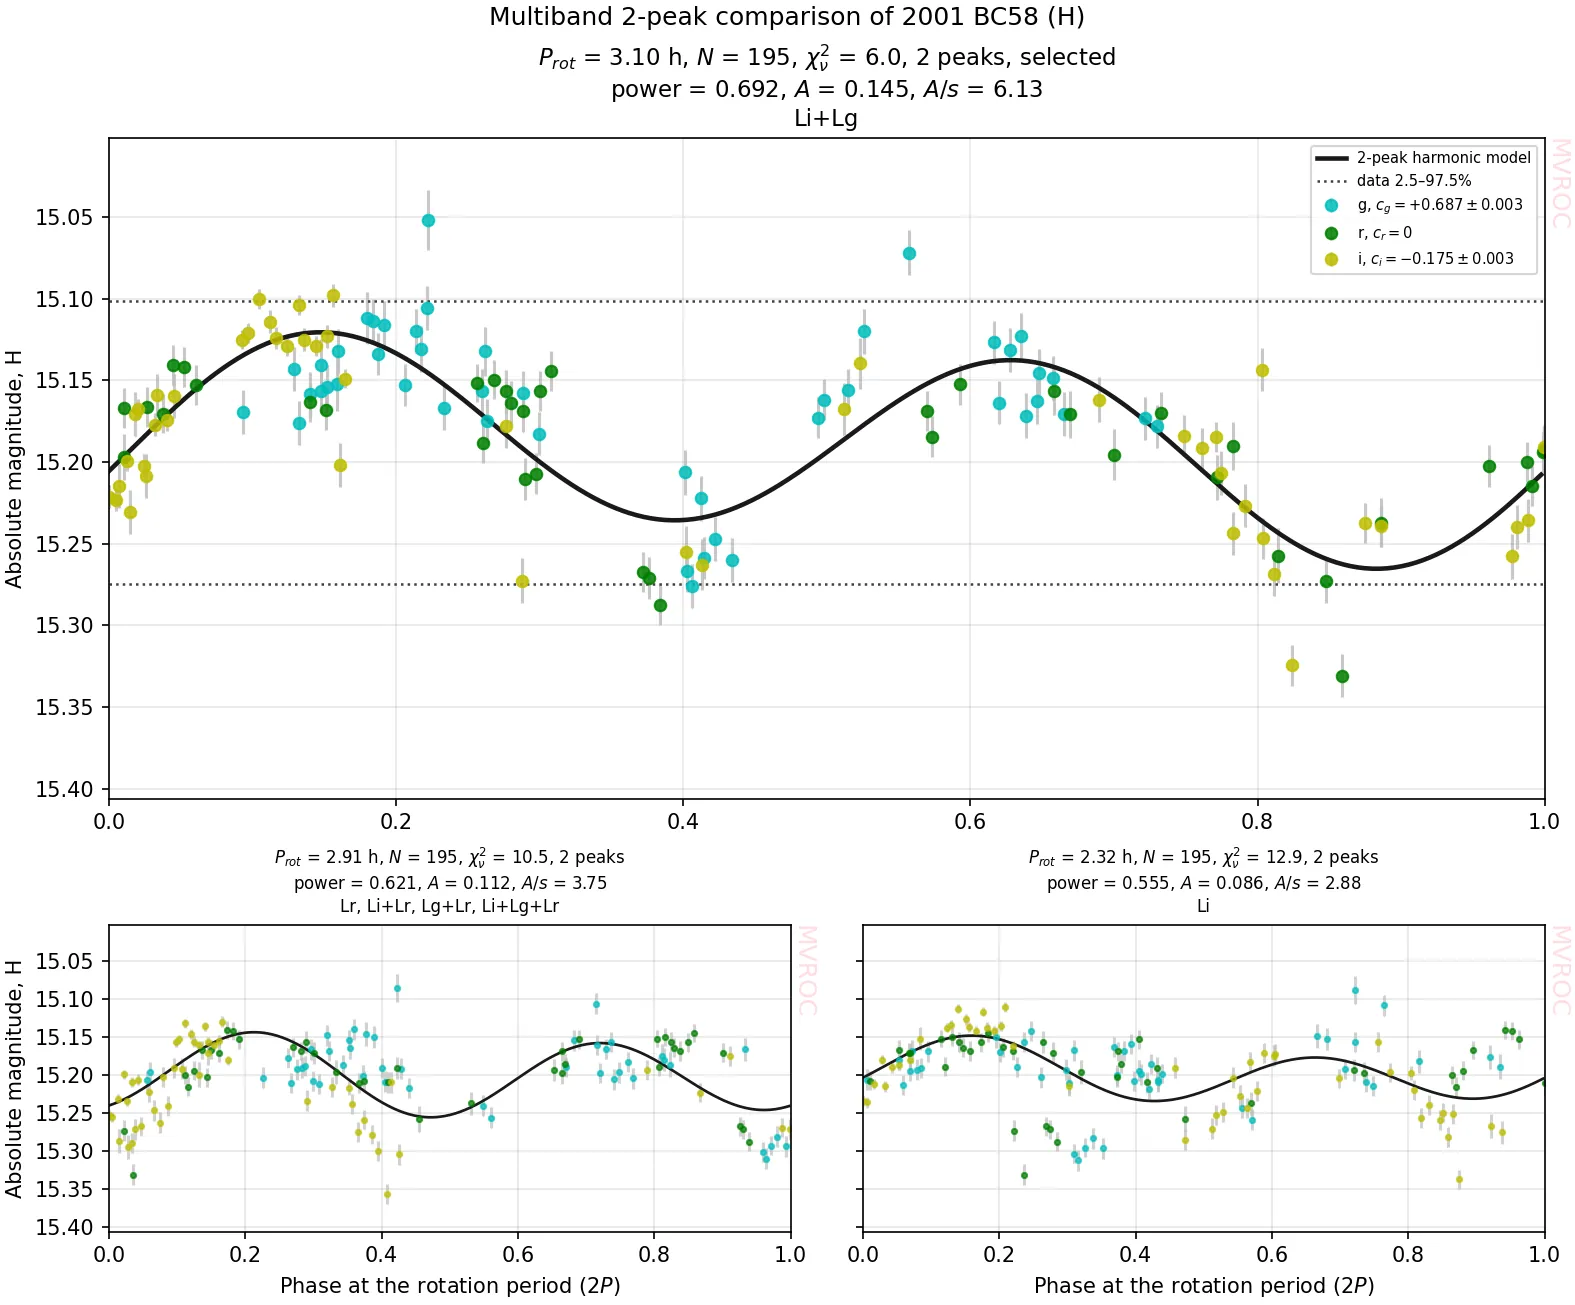 Multiband 2-peak comparison of 2001 BC58 (H)
P_rot = 3.10 h, N = 195, χ²_ν = 6.0, 2 peaks, selected
power = 0.692, A = 0.145, A/s = 6.13
Li+Lg
2-peak harmonic model
data 2.5–97.5%
g, c_g = +0.687 ± 0.003
r, c_r = 0
i, c_i = −0.175 ± 0.003
MVROC
Absolute magnitude, H
15.05
15.10
15.15
15.20
15.25
15.30
15.35
15.40
0.0 0.2 0.4 0.6 0.8 1.0
P_rot = 2.91 h, N = 195, χ²_ν = 10.5, 2 peaks
power = 0.621, A = 0.112, A/s = 3.75
Lr, Li+Lr, Lg+Lr, Li+Lg+Lr
MVROC
Absolute magnitude, H
15.05
15.10
15.15
15.20
15.25
15.30
15.35
15.40
0.0 0.2 0.4 0.6 0.8 1.0
Phase at the rotation period (2P)
P_rot = 2.32 h, N = 195, χ²_ν = 12.9, 2 peaks
power = 0.555, A = 0.086, A/s = 2.88
Li
MVROC
0.0 0.2 0.4 0.6 0.8 1.0
Phase at the rotation period (2P)